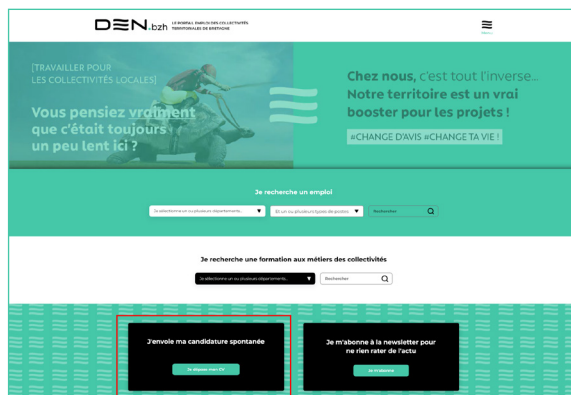 DEN.bzh
LE PORTAIL EMPLOI DES COLLECTIVITÉS
TERRITORIALES DE BRETAGNE
Menu
[TRAVAILLER POUR
LES COLLECTIVITÉS LOCALES]
Vous pensiez vraiment
que c'était toujours
un peu lent ici ?
Chez nous, c'est tout l'inverse...
Notre territoire est un vrai
booster pour les projets !
#CHANGE D'AVIS #CHANGE TA VIE !
Je recherche un emploi
Je sélectionne un ou plusieurs départements...
Et un ou plusieurs types de postes
Rechercher
Je recherche une formation aux métiers des collectivités
Je sélectionne un ou plusieurs départements...
Rechercher
J'envoie ma candidature spontanée
Je dépose mon CV
Je m'abonne à la newsletter pour
ne rien rater de l'actu
Je m'abonne